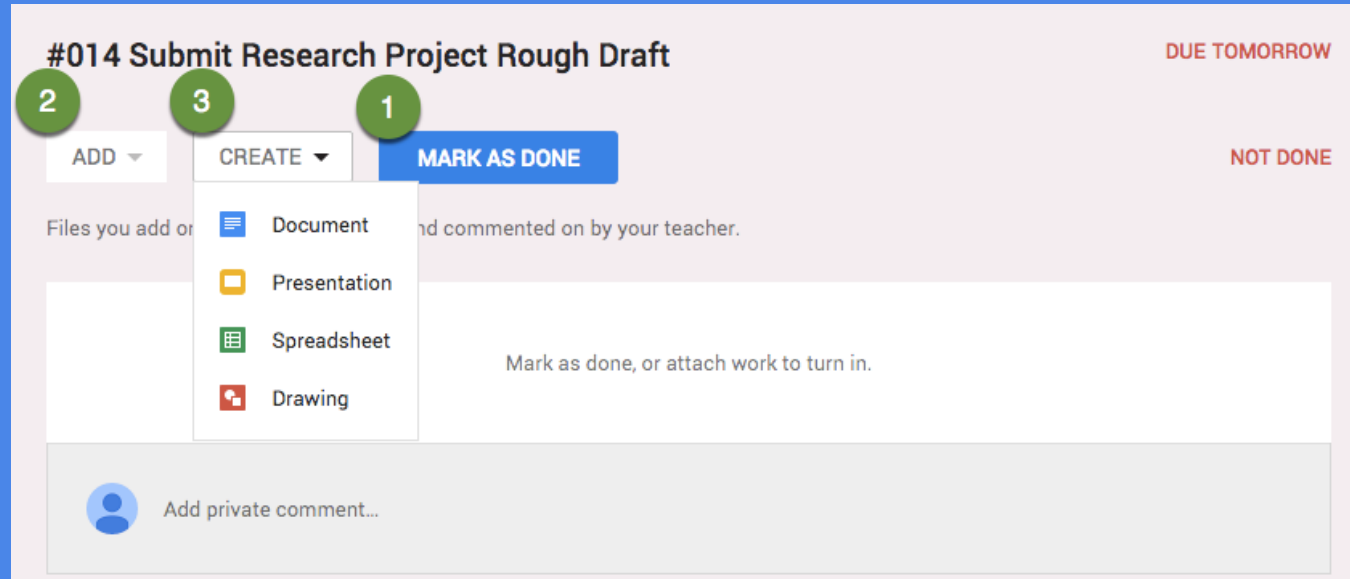 #014 Submit Research Project Rough Draft
DUE TOMORROW
2
3
1
ADD
CREATE
MARK AS DONE
NOT DONE
Files you add or
nd commented on by your teacher.
Document
Presentation
Spreadsheet
Drawing
Mark as done, or attach work to turn in.
Add private comment...